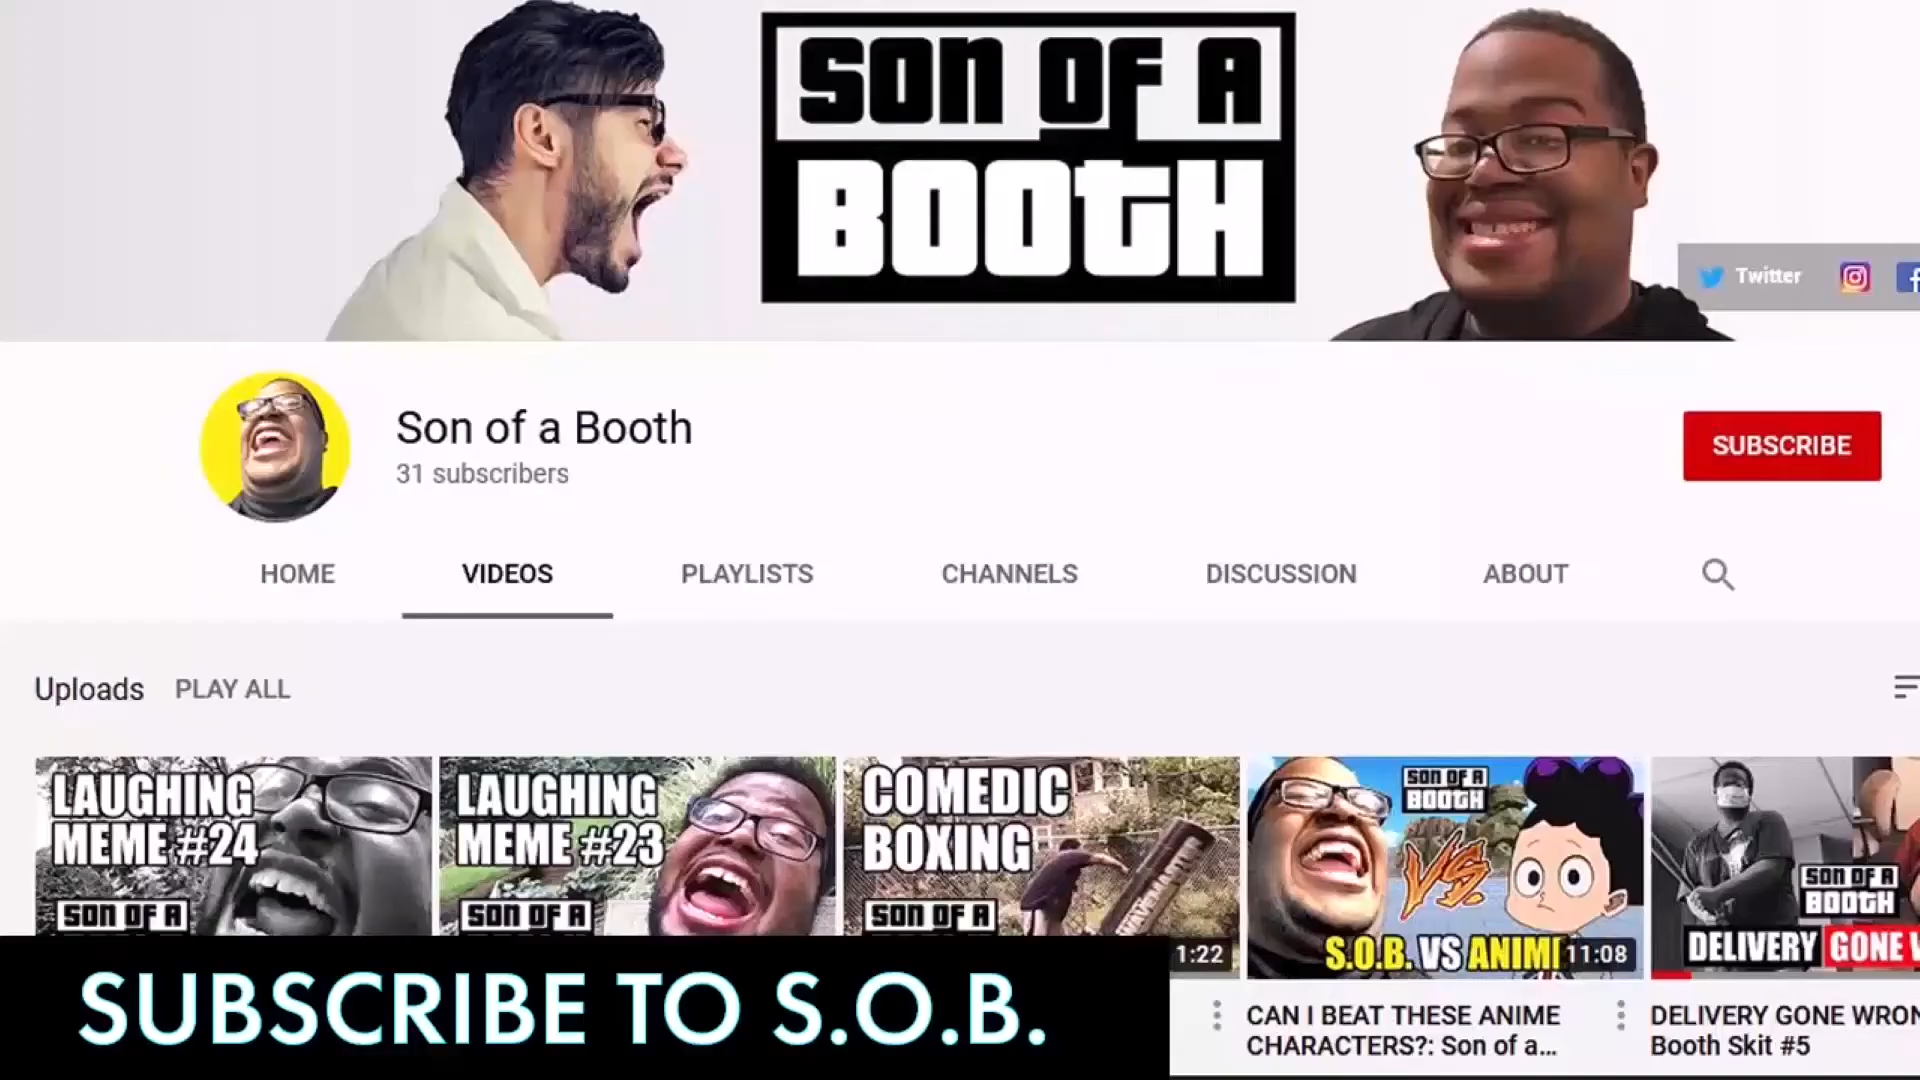 SON OF A
BOOTH
Twitter
Son of a Booth
31 subscribers
SUBSCRIBE
HOME
VIDEOS
PLAYLISTS
CHANNELS
DISCUSSION
ABOUT
Uploads
PLAY ALL
LAUGHING
MEME #24
SON OF A
LAUGHING
MEME #23
SON OF A
COMEDIC
BOXING
SON OF A
1:22
SON OF A
BOOTH
VS.
S.O.B. VS ANIM
11:08
SON OF A
BOOTH
DELIVERY GONE
SUBSCRIBE TO S.O.B.
CAN I BEAT THESE ANIME
CHARACTERS?: Son of a...
DELIVERY GONE WRON
Booth Skit #5